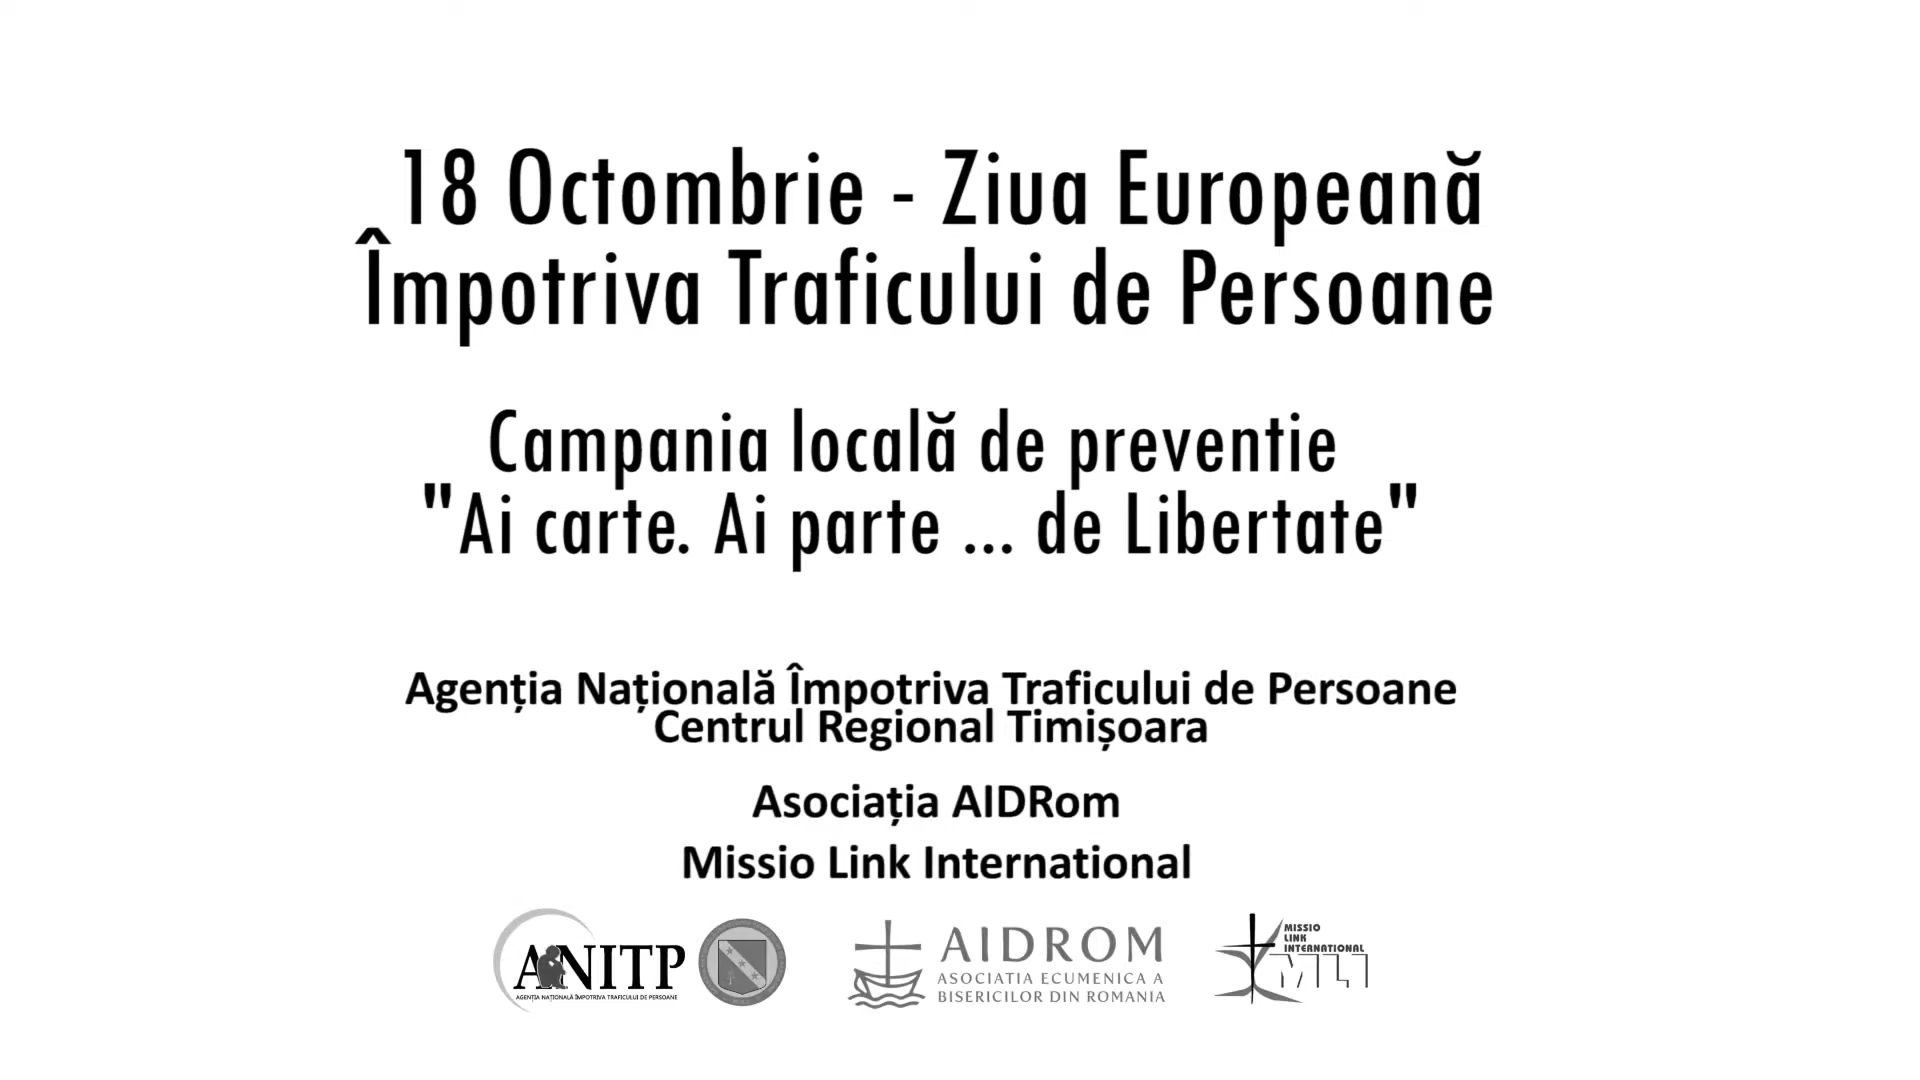 18 Octombrie - Ziua Europeană
Împotriva Traficului de Persoane
Campania locală de preventie
"Ai carte. Ai parte ... de Libertate"
Agenția Națională Împotriva Traficului de Persoane
Centrul Regional Timișoara
Asociația AIDRom
Missio Link International
ANITP
AGENȚIA NAȚIONALĂ ÎMPOTRIVA TRAFICULUI DE PERSOANE
AIDROM
ASOCIATIA ECUMENICA A
BISERICILOR DIN ROMANIA
MISSIO
LINK
INTERNATIONAL
MLI